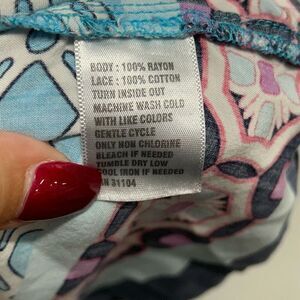 BODY : 100% RAYON
LACE : 100% COTTON
TURN INSIDE OUT
MACHINE WASH COLD
WITH LIKE COLORS
GENTLE CYCLE
ONLY NON CHLORINE
BLEACH IF NEEDED
TUMBLE DRY LOW
COOL IRON IF NEEDED
31104